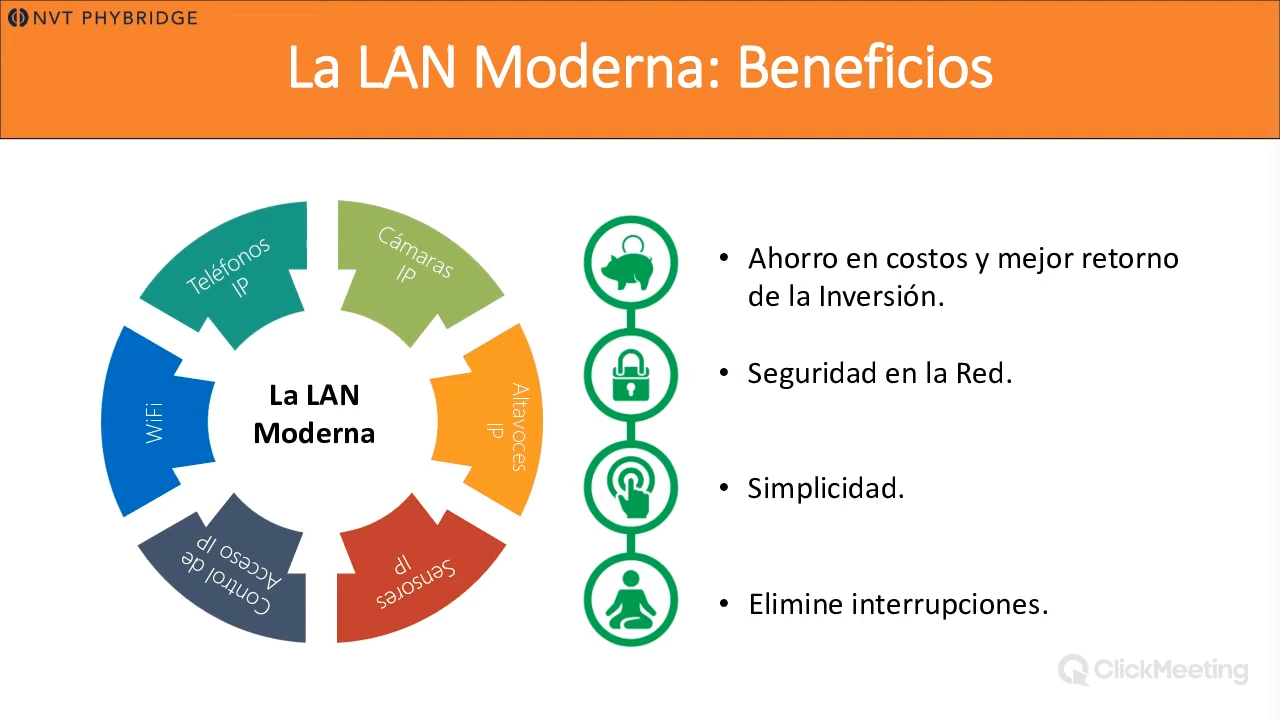 NVT PHYBRIDGE
La LAN Moderna: Beneficios
Teléfonos
IP
Cámaras
IP
WiFi
La LAN
Moderna
Altavoces
IP
Control de
Acceso IP
Sensores
IP
• Ahorro en costos y mejor retorno
de la Inversión.
• Seguridad en la Red.
• Simplicidad.
• Elimine interrupciones.
ClickMeeting